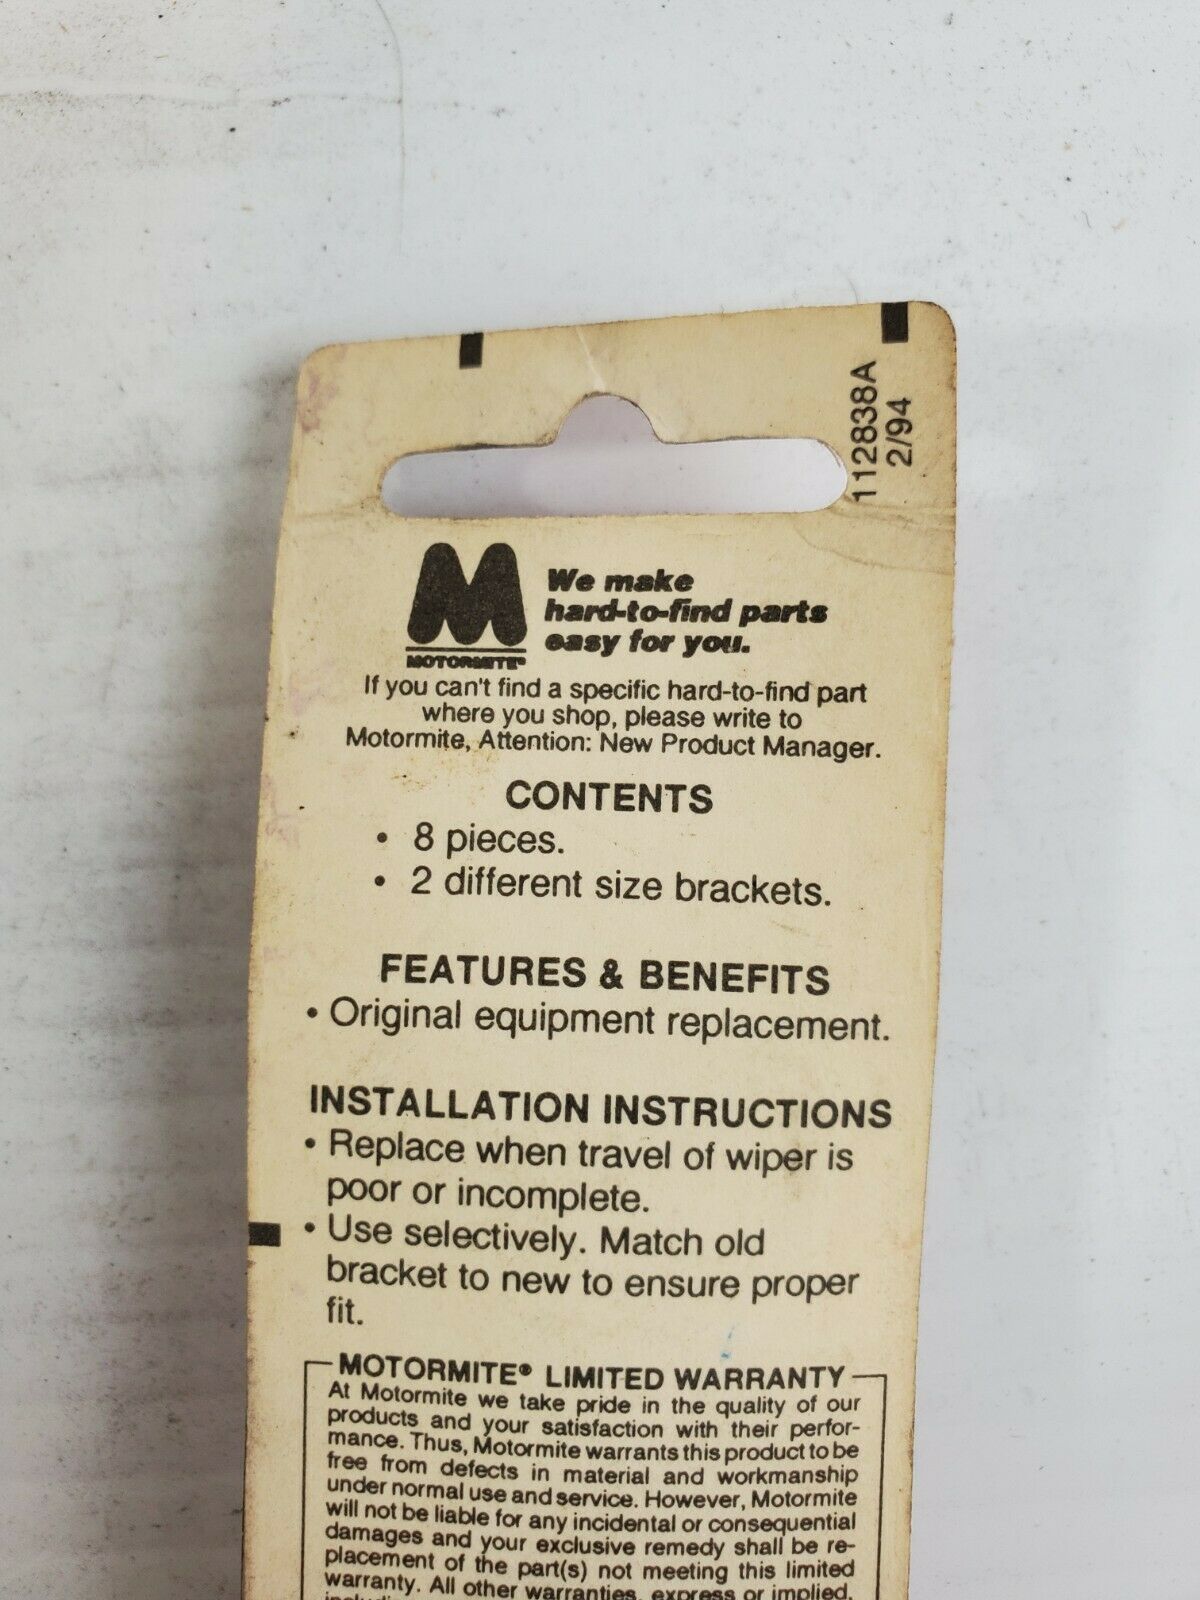 112838A
2/94
We make
hard-to-find parts
easy for you.
MOTORMITE®
If you can't find a specific hard-to-find part
where you shop, please write to
Motormite, Attention: New Product Manager.
CONTENTS
• 8 pieces.
• 2 different size brackets.
FEATURES & BENEFITS
• Original equipment replacement.
INSTALLATION INSTRUCTIONS
• Replace when travel of wiper is
poor or incomplete.
• Use selectively. Match old
bracket to new to ensure proper
fit.
MOTORMITE® LIMITED WARRANTY
At Motormite we take pride in the quality of our
products and your satisfaction with their perfor-
mance. Thus, Motormite warrants this product to be
free from defects in material and workmanship
under normal use and service. However, Motormite
will not be liable for any incidental or consequential
damages and your exclusive remedy shall be re-
placement of the part(s) not meeting this limited
warranty. All other warranties, express or implied,